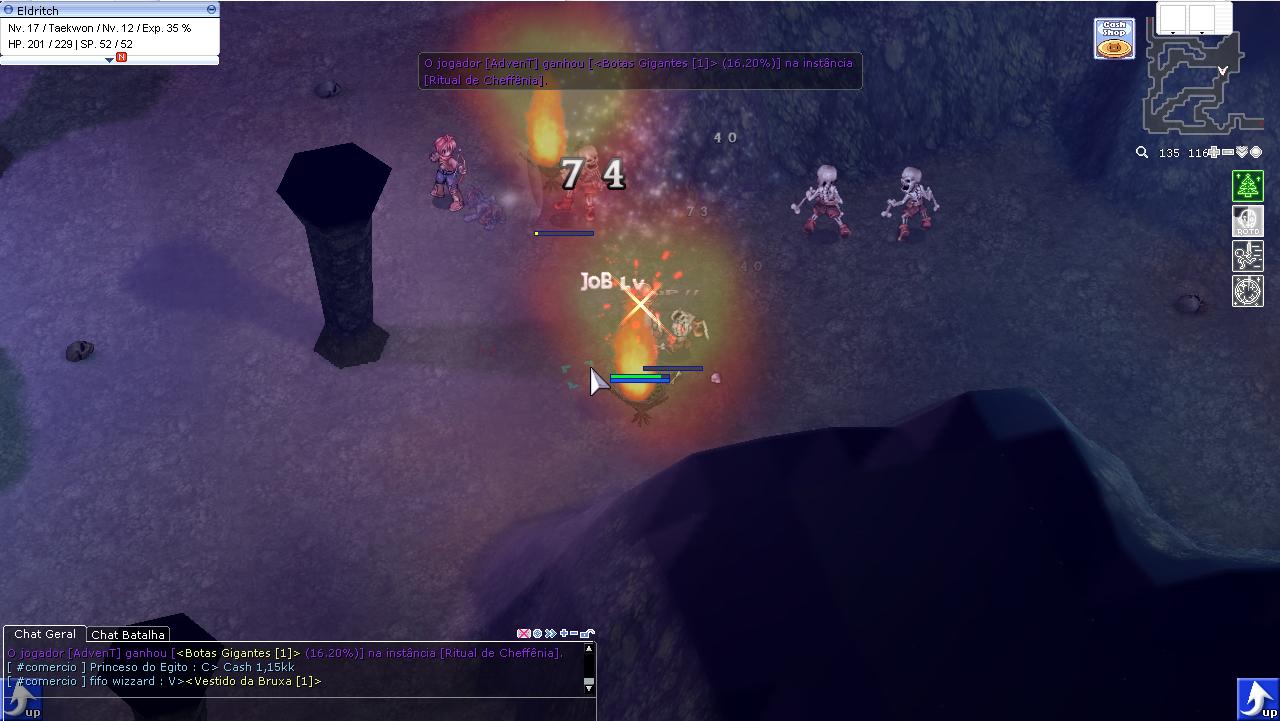 Eldritch
Nv. 17 / Taekwon / Nv. 12 / Exp. 35 %
HP. 201 / 229 | SP. 52 / 52
N
O jogador [AdvenT] ganhou [<Botas Gigantes [1]> (16.20%)] na instância
[Ritual de Cheffênia].
Cash
Shop
135 116
40
74
73
40
JoB Lv
Chat Geral
Chat Batalha
O jogador [AdvenT] ganhou [<Botas Gigantes [1]> (16.20%)] na instância [Ritual de Cheffênia].
[ #comercio ] Princeso do Egito : C> Cash 1,15kk
[ #comercio ] fifo wizzard : V><Vestido da Bruxa [1]>
up
up